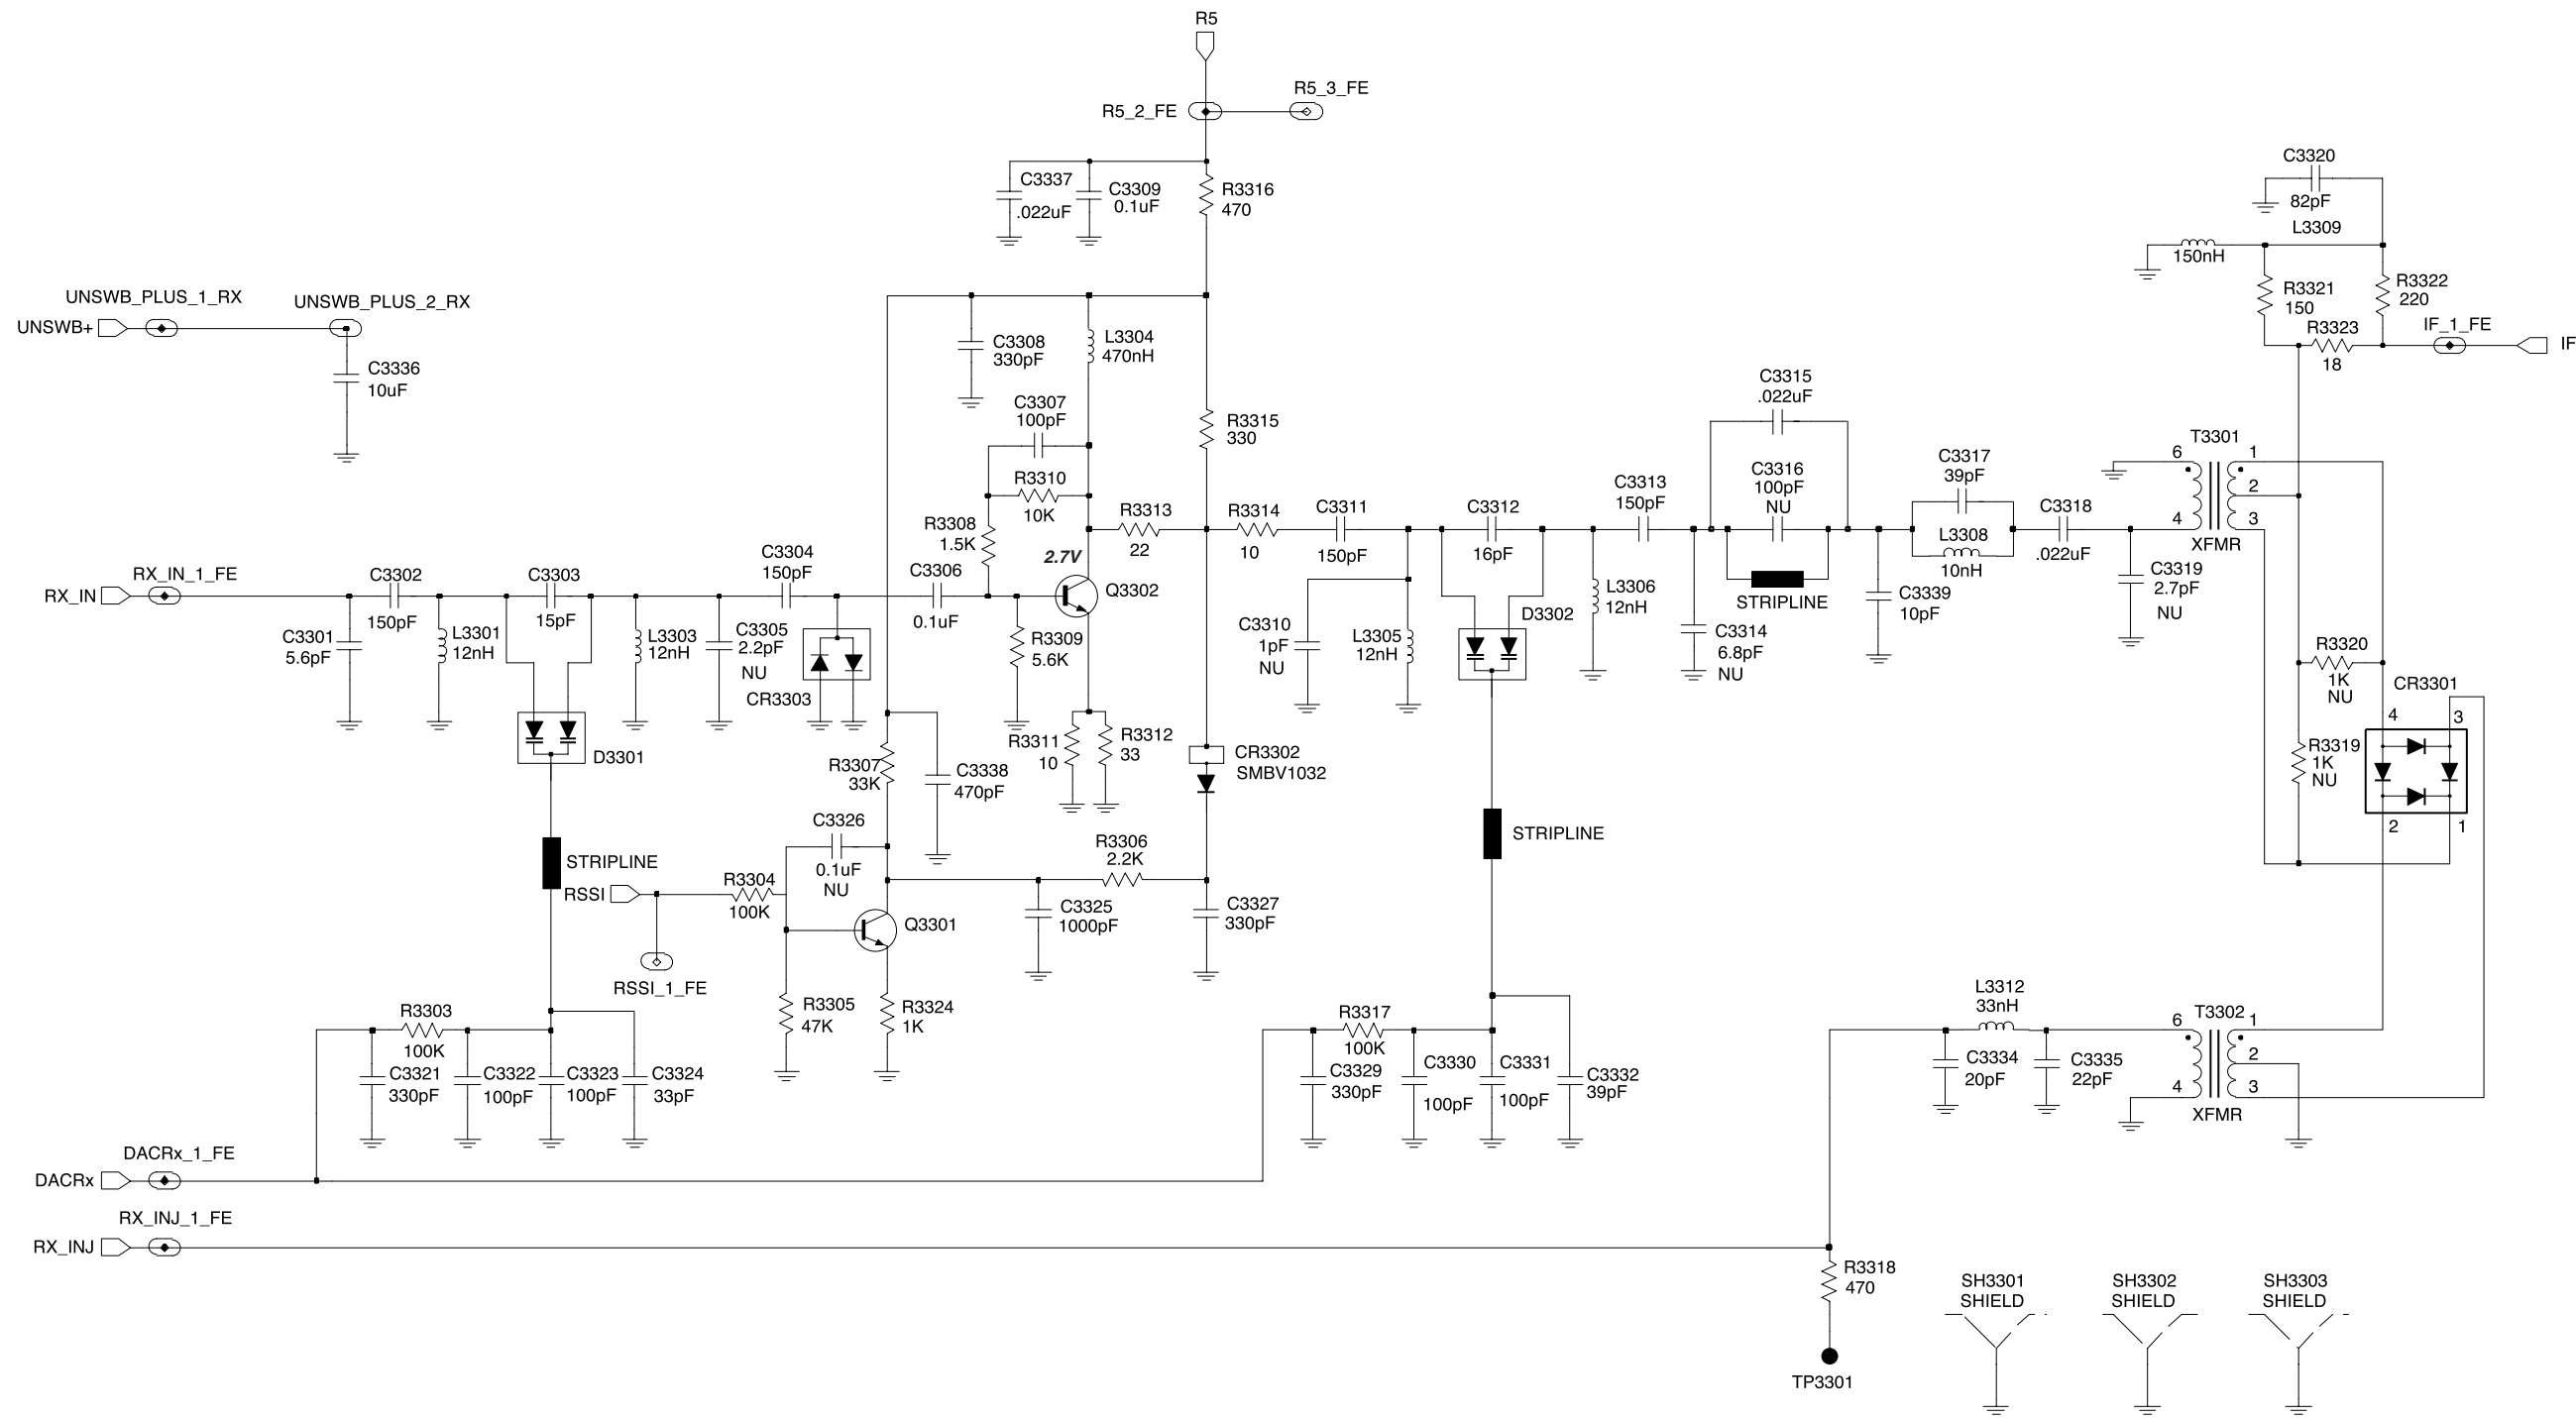 R5
R5_2_FE
R5_3_FE
C3337
.022uF
C3309
0.1uF
R3316
470
C3320
82pF
L3309
150nH
R3321
150
R3322
220
R3323
18
IF_1_FE
IF
UNSWB_PLUS_1_RX
UNSWB_PLUS_2_RX
UNSWB+
C3336
10uF
C3308
330pF
L3304
470nH
C3307
100pF
R3310
10K
R3308
1.5K
R3315
330
R3313
22
R3314
10
C3311
150pF
C3312
16pF
C3313
150pF
C3315
.022uF
C3316
100pF
NU
STRIPLINE
C3317
39pF
L3308
10nH
C3318
.022uF
T3301
6
4
1
2
3
XFMR
C3319
2.7pF
NU
2.7V
RX_IN
RX_IN_1_FE
C3301
5.6pF
C3302
150pF
L3301
12nH
C3303
15pF
L3303
12nH
C3305
2.2pF
NU
C3304
150pF
CR3303
C3306
0.1uF
Q3302
R3309
5.6K
R3311
10
R3312
33
D3301
STRIPLINE
R3307
33K
C3338
470pF
CR3302
SMBV1032
C3310
1pF
NU
L3305
12nH
D3302
L3306
12nH
C3314
6.8pF
NU
C3339
10pF
R3320
1K
NU
R3319
1K
NU
CR3301
4
3
2
1
C3326
0.1uF
NU
R3306
2.2K
STRIPLINE
RSSI
R3304
100K
RSSI_1_FE
Q3301
C3325
1000pF
C3327
330pF
R3305
47K
R3324
1K
R3303
100K
C3321
330pF
C3322
100pF
C3323
100pF
C3324
33pF
R3317
100K
C3329
330pF
C3330
100pF
C3331
100pF
C3332
39pF
L3312
33nH
C3334
20pF
C3335
22pF
T3302
6
4
1
2
3
XFMR
DACRx
DACRx_1_FE
RX_INJ_1_FE
RX_INJ
R3318
470
TP3301
SH3301
SHIELD
SH3302
SHIELD
SH3303
SHIELD